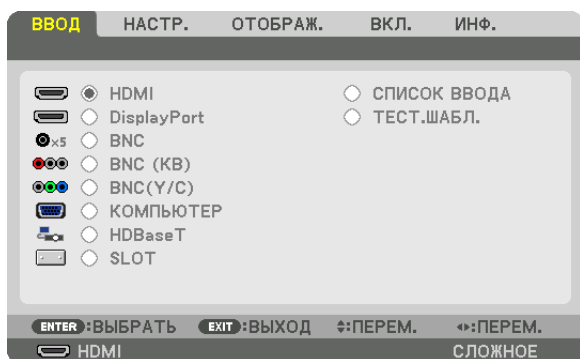 ВВОД НАСТР. ОТОБРАЖ. ВКЛ. ИНФ.
HDMI СПИСОК ВВОДА
DisplayPort ТЕСТ.ШАБЛ.
×5 BNC
BNC (КВ)
BNC(Y/C)
КОМПЬЮТЕР
HDBaseT
SLOT
ENTER:ВЫБРАТЬ EXIT:ВЫХОД :ПЕРЕМ. :ПЕРЕМ.
HDMI СЛОЖНОЕ